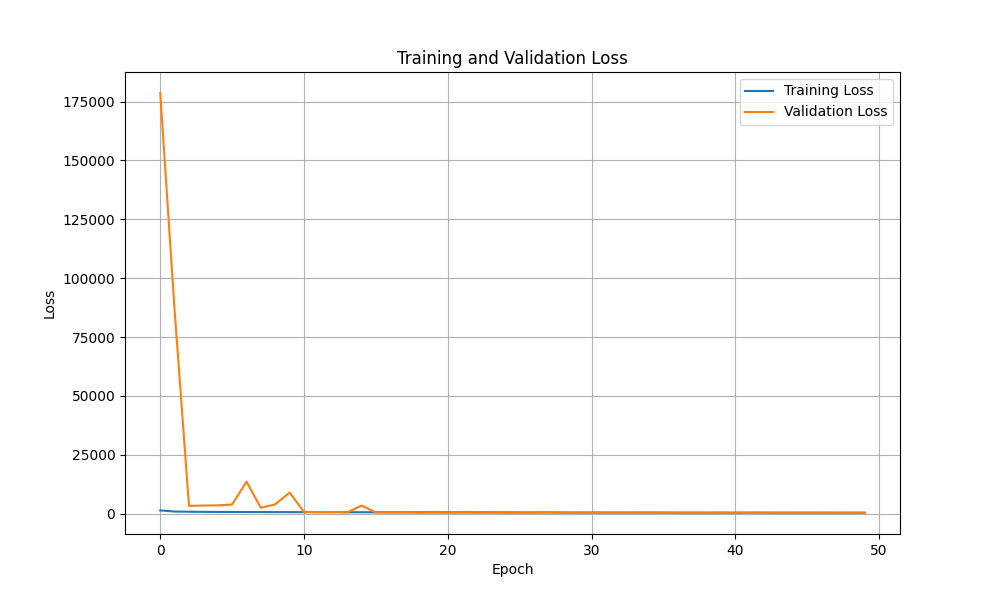 Training and Validation Loss
Training Loss
Validation Loss
175000
150000
125000
100000
75000
50000
25000
0
Loss
0 10 20 30 40 50
Epoch